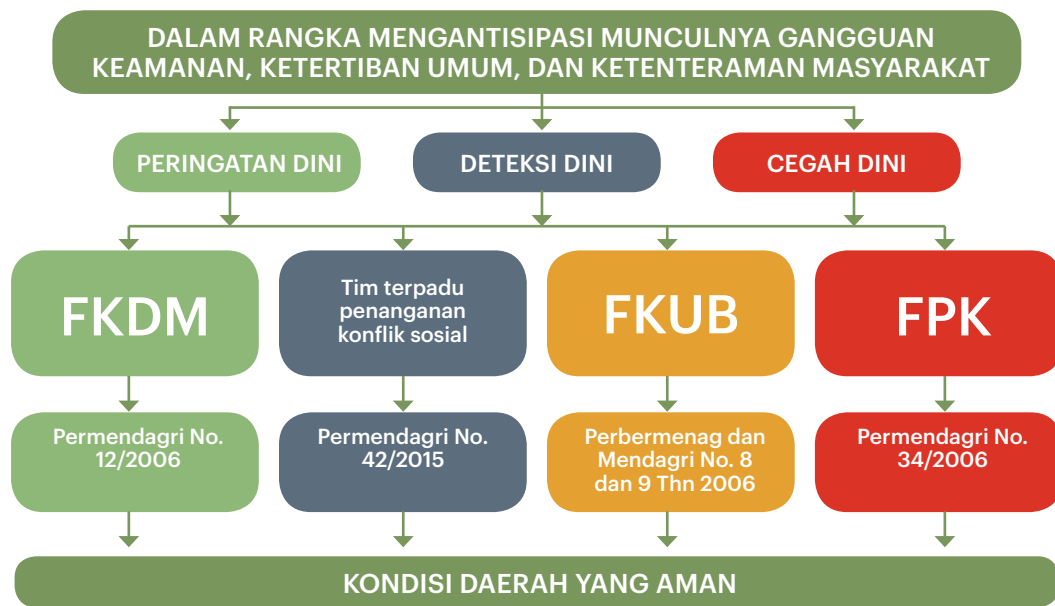 DALAM RANGKA MENGANTISIPASI MUNCULNYA GANGGUAN
KEAMANAN, KETERTIBAN UMUM, DAN KETENTERAMAN MASYARAKAT
PERINGATAN DINI
DETEKSI DINI
CEGAH DINI
FKDM
Tim terpadu
penanganan
konflik sosial
FKUB
FPK
Permendagri No.
12/2006
Permendagri No.
42/2015
Perbermenag dan
Mendagri No. 8
dan 9 Thn 2006
Permendagri No.
34/2006
KONDISI DAERAH YANG AMAN